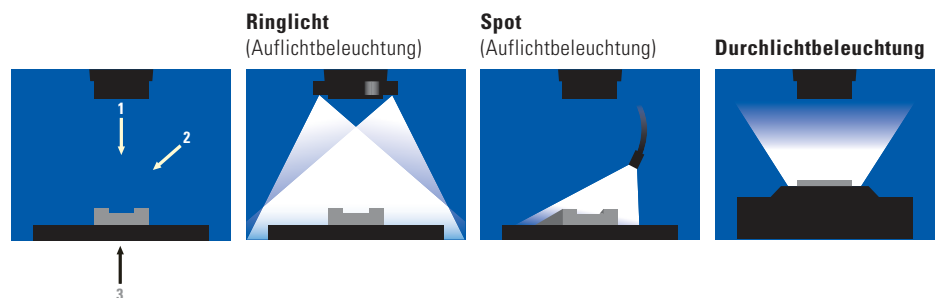 Ringlicht
(Auflichtbeleuchtung)
Spot
(Auflichtbeleuchtung)
Durchlichtbeleuchtung
1
2
3